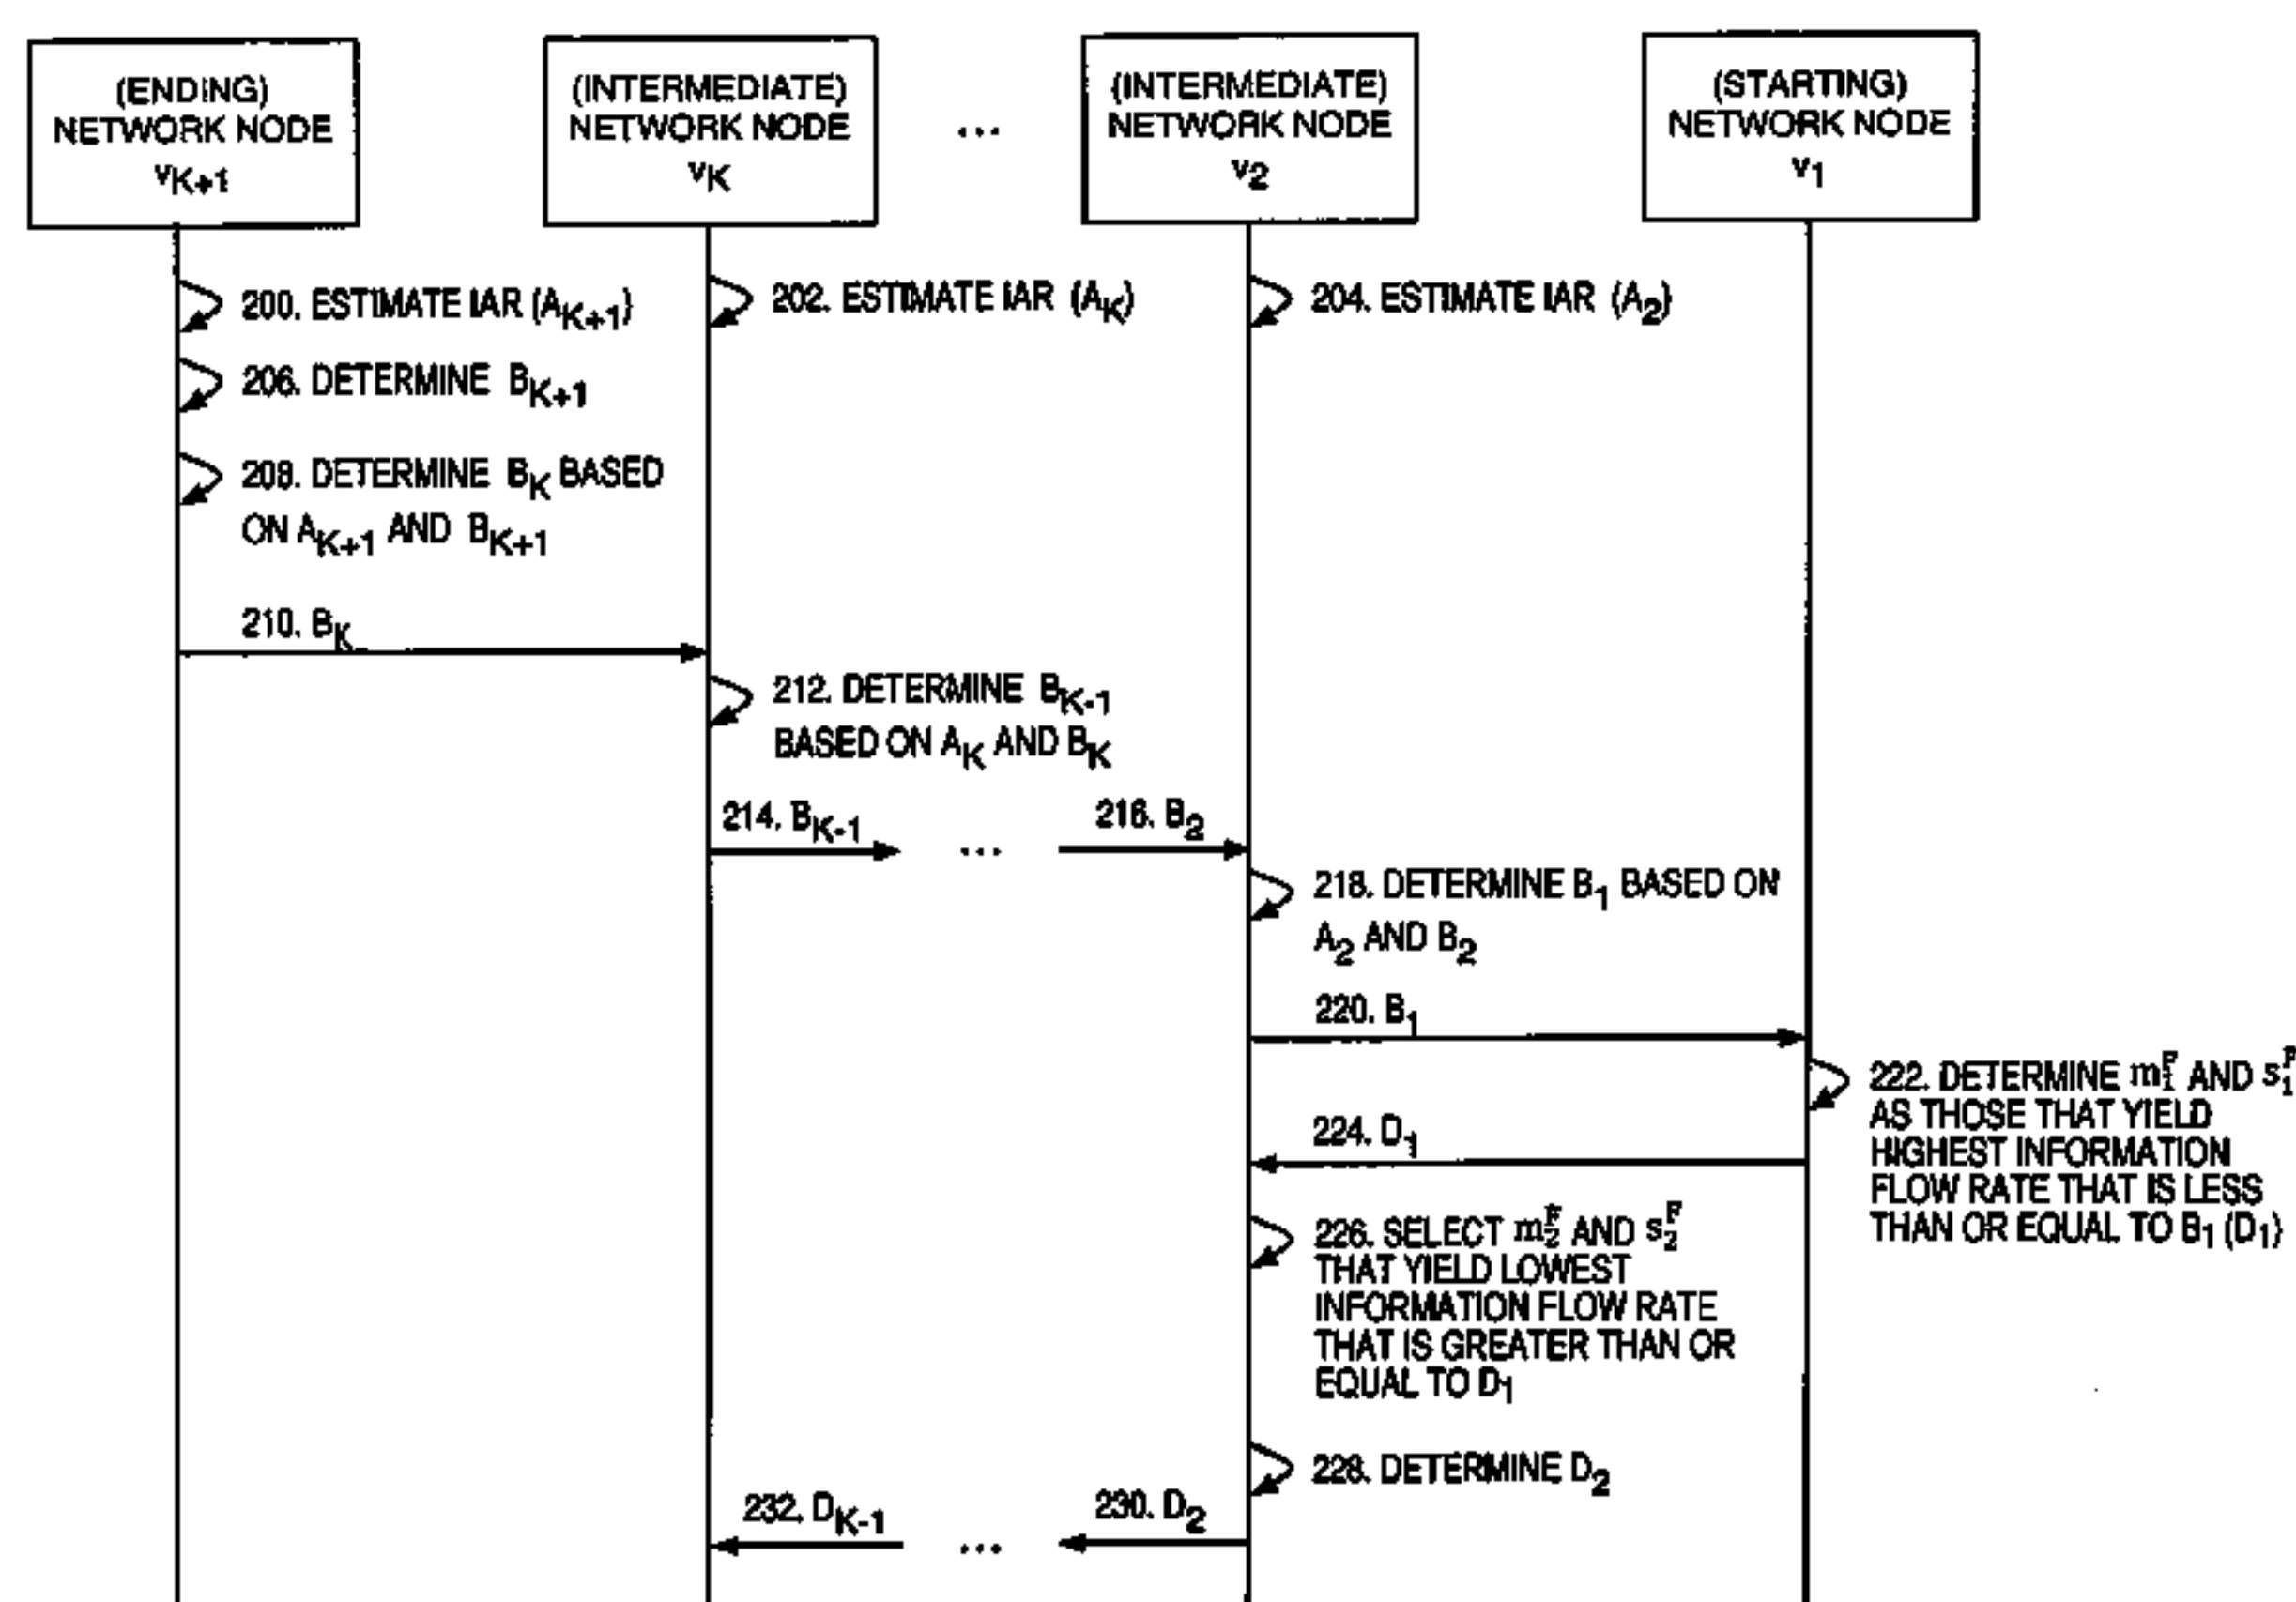 (ENDING)
NETWORK NODE
vK+1
(INTERMEDIATE)
NETWORK NODE
vK
...
(INTERMEDIATE)
NETWORK NODE
v2
(STARTING)
NETWORK NODE
v1
200. ESTIMATE IAR (AK+1)
202. ESTIMATE IAR (AK)
204. ESTIMATE IAR (A2)
206. DETERMINE BK+1
208. DETERMINE BK BASED
ON AK+1 AND BK+1
210. BK
212. DETERMINE BK-1
BASED ON AK AND BK
214. BK-1
...
216. B2
218. DETERMINE B1 BASED ON
A2 AND B2
220. B1
222. DETERMINE m1F AND s1F
AS THOSE THAT YIELD
HIGHEST INFORMATION
FLOW RATE THAT IS LESS
THAN OR EQUAL TO B1 (D1)
224. D1
226. SELECT m2F AND s2F
THAT YIELD LOWEST
INFORMATION FLOW RATE
THAT IS GREATER THAN OR
EQUAL TO D1
228. DETERMINE D2
232. DK-1
...
230. D2